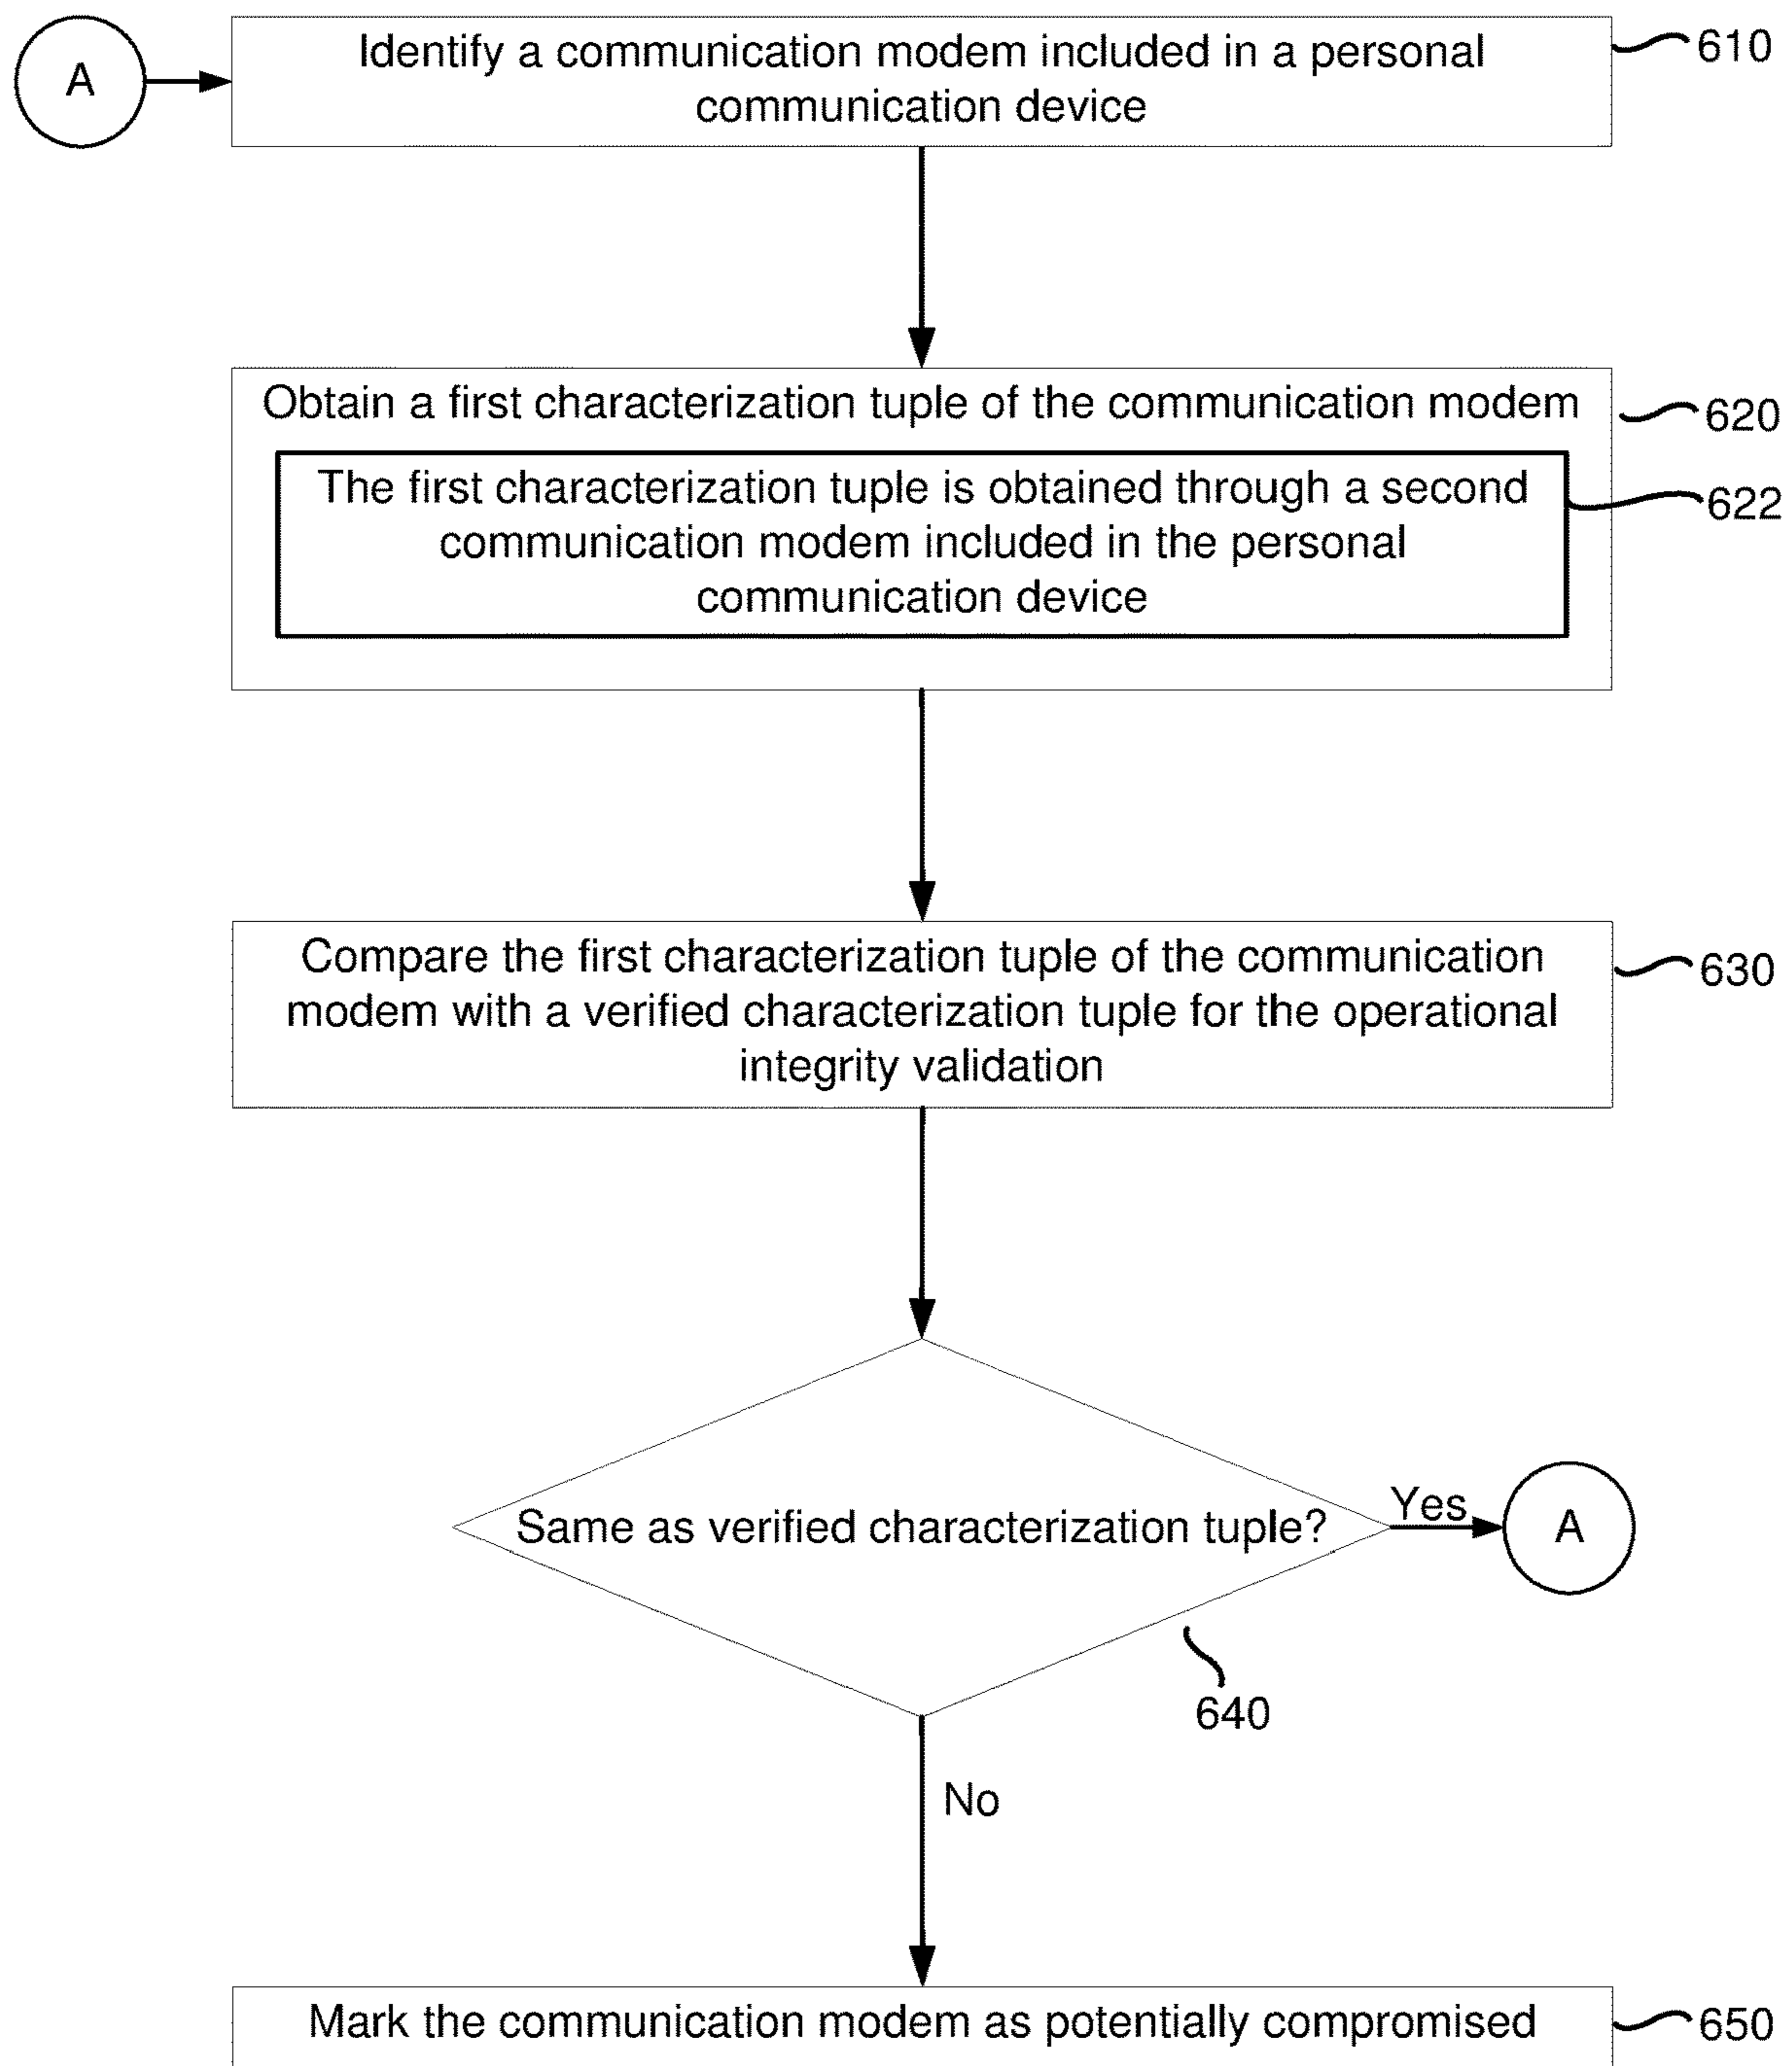 A
Identify a communication modem included in a personal
communication device
610
Obtain a first characterization tuple of the communication modem
620
The first characterization tuple is obtained through a second
communication modem included in the personal
communication device
622
Compare the first characterization tuple of the communication
modem with a verified characterization tuple for the operational
integrity validation
630
Same as verified characterization tuple?
Yes
A
640
No
Mark the communication modem as potentially compromised
650